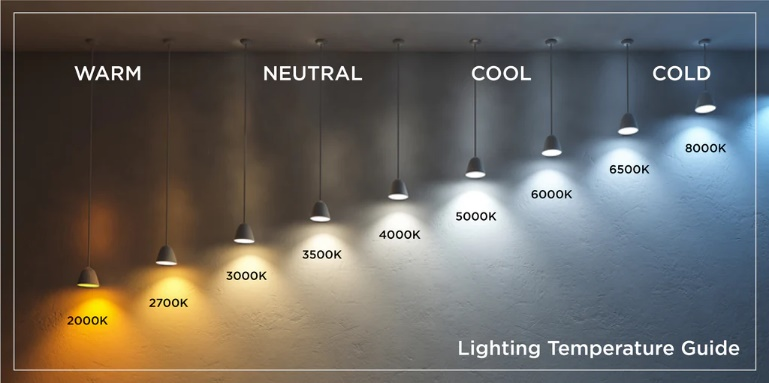 WARM NEUTRAL COOL COLD
8000K
6500K
6000K
5000K
4000K
3500K
3000K
2700K
2000K
Lighting Temperature Guide